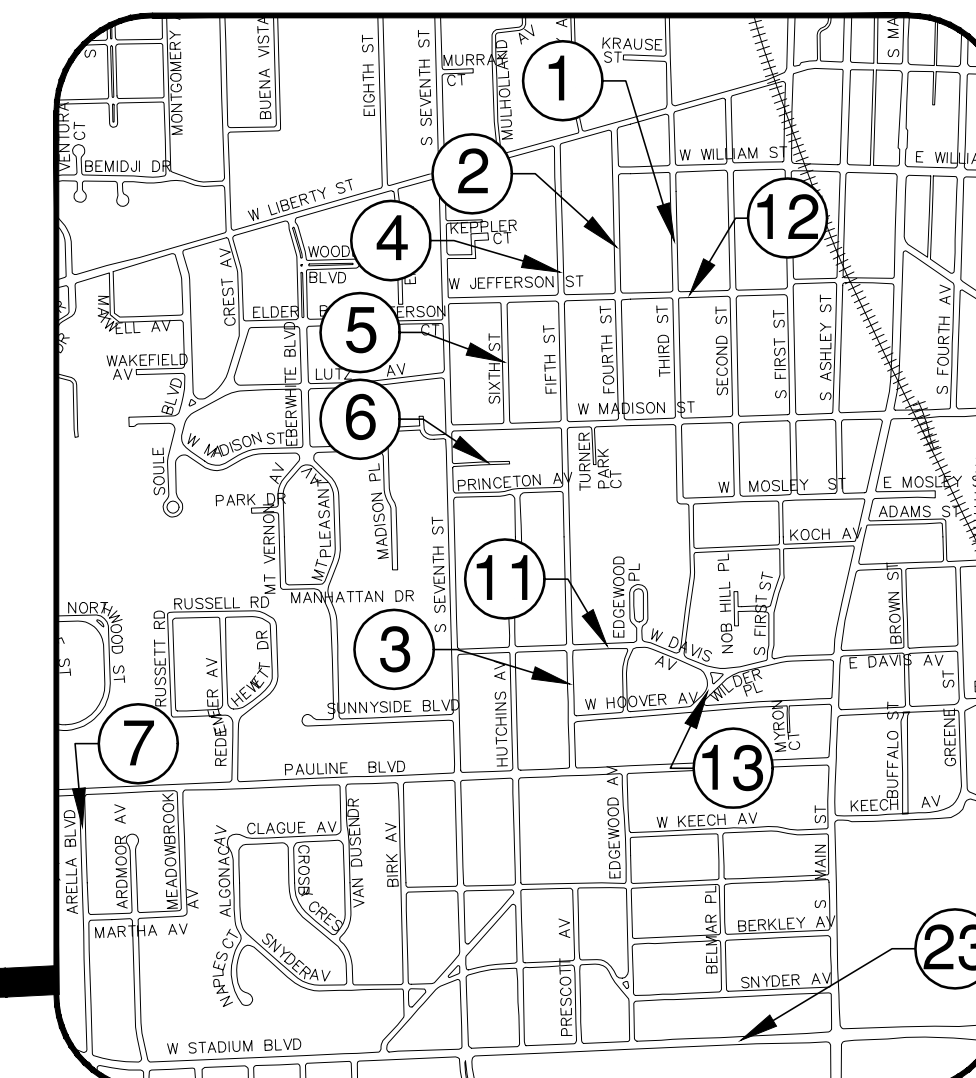 S
MONTGOMERY
BUENA VISTA
EIGHTH ST
S SEVENTH ST
MURRAY
CT
MULHOLLAND
AV
KRAUSE
ST
S MA
1
VENTURA
CT
BEMIDJI DR
W LIBERTY ST
2
W WILLIAM ST
E WILLIA
12
KEPPLER
CT
4
WOOD
BLVD
W JEFFERSON ST
CREST AV
ELDER B
FERSON
CT
5
MAXWELL AV
WAKEFIELD
AV
BLVD
EBERWHITE BLVD
LUTZ AV
SIXTH ST
FIFTH ST
FOURTH ST
THIRD ST
SECOND ST
S FIRST ST
S ASHLEY ST
S FOURTH AV
W MADISON ST
6
W MADISON ST
SOULE
PARK DR
MT VERNON AV
MT PLEASANT AV
MADISON PL
S SEVENTH ST
PRINCETON AV
TURNER
PARK
CT
W MOSLEY ST
E MOSLEY S
ADAMS ST
KOCH AV
11
MANHATTAN DR
NORTHWOOD ST
ST
RUSSELL RD
RUSSETT RD
REDEMEER AV
HEWETT DR
3
EDGEWOOD
PL
NOB HILL PL
S FIRST ST
BROWN ST
W DAVIS
AV
E DAVIS AV
WILDER
PL
W HOOVER AV
SUNNYSIDE BLVD
HUTCHINS AV
MYRON
CT
BUFFALO ST
GREENE ST
7
13
PAULINE BLVD
ARELLA BLVD
ARDMOOR AV
MEADOWBROOK
AV
ALGONAC AV
CLAGUE AV
CROSBY CRES
VAN DUSEN DR
BIRK AV
EDGEWOOD AV
W KEECH AV
KEECH AV
S MAIN ST
MARTHA AV
NAPLES CT
SNYDER AV
PRESCOTT AV
BELMAR PL
BERKLEY AV
SNYDER AV
23
W STADIUM BLVD